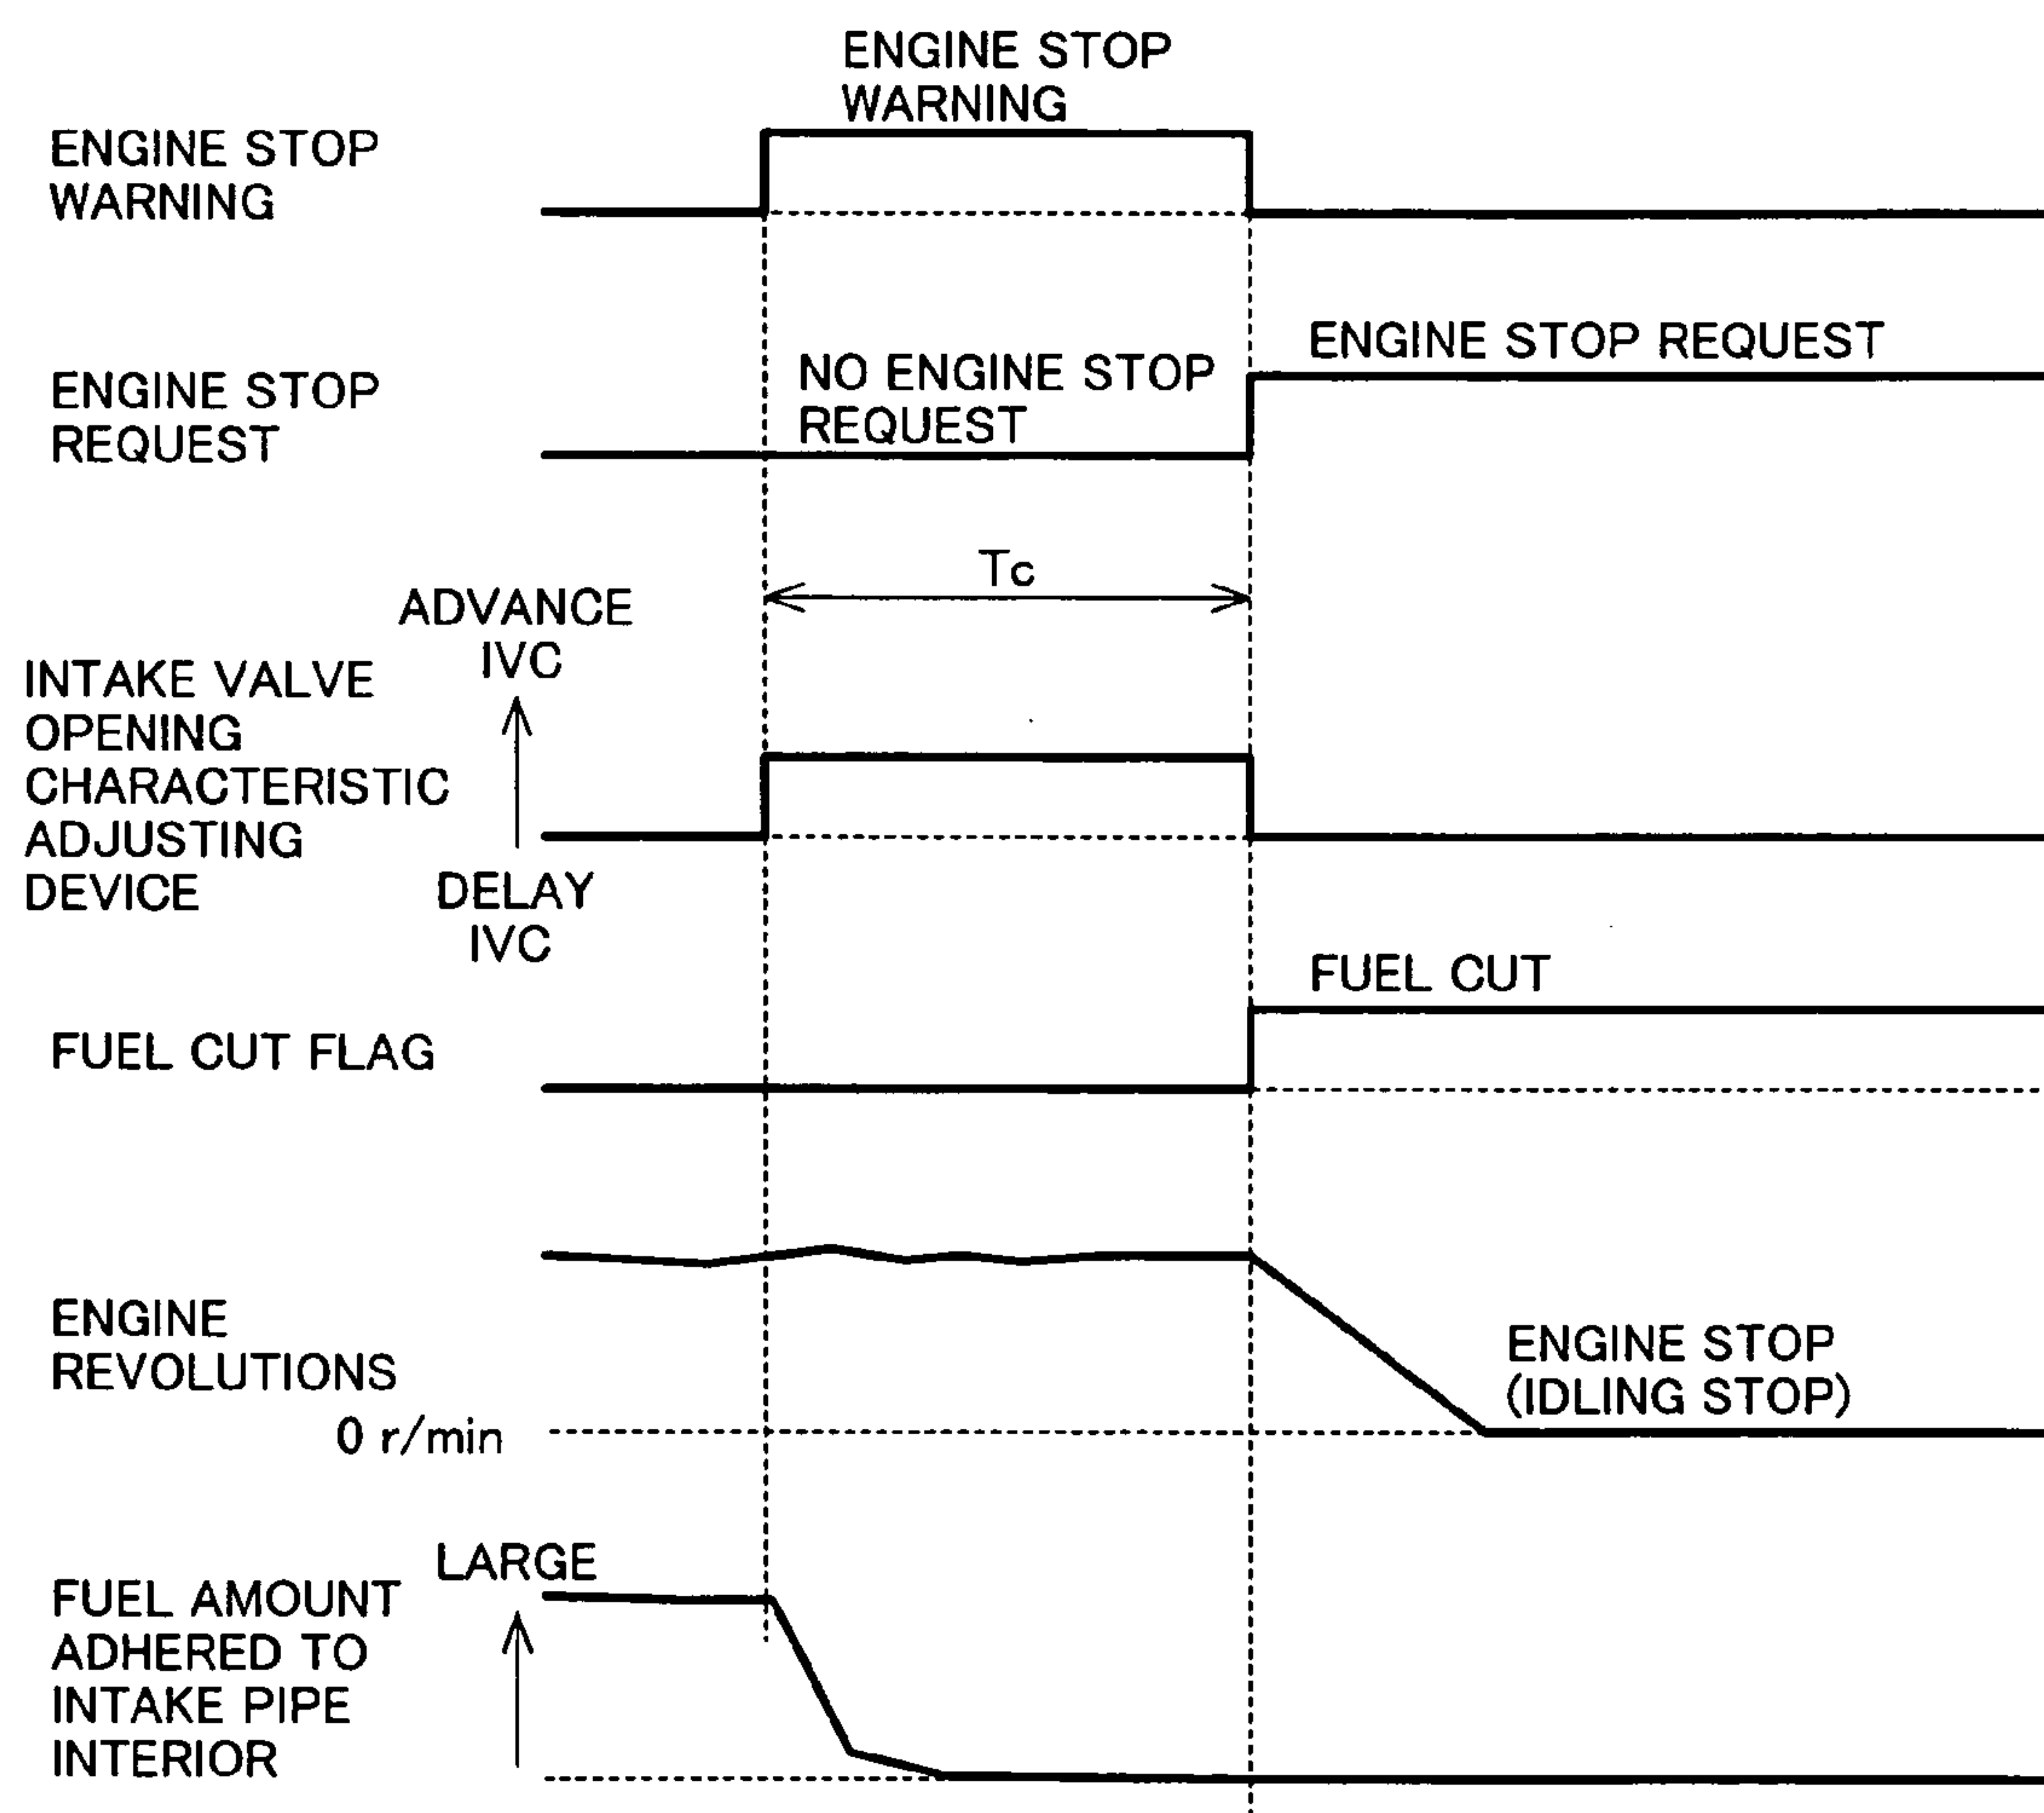 ENGINE STOP
WARNING
ENGINE STOP
WARNING
ENGINE STOP REQUEST
NO ENGINE STOP
REQUEST
ENGINE STOP
REQUEST
Tc
ADVANCE
IVC
INTAKE VALVE
OPENING
CHARACTERISTIC
ADJUSTING
DEVICE
DELAY
IVC
FUEL CUT
FUEL CUT FLAG
ENGINE
REVOLUTIONS
0 r/min
ENGINE STOP
(IDLING STOP)
LARGE
FUEL AMOUNT
ADHERED TO
INTAKE PIPE
INTERIOR